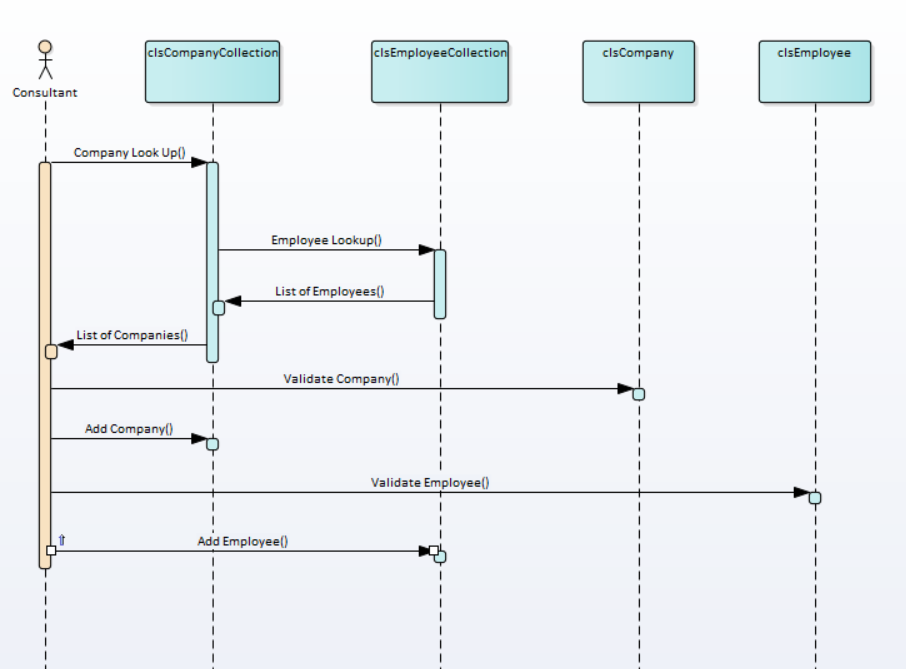 clsCompanyCollection
clsEmployeeCollection
clsCompany
clsEmployee
Consultant
Company Look Up()
Employee Lookup()
List of Employees()
List of Companies()
Validate Company()
Add Company()
Validate Employee()
Add Employee()